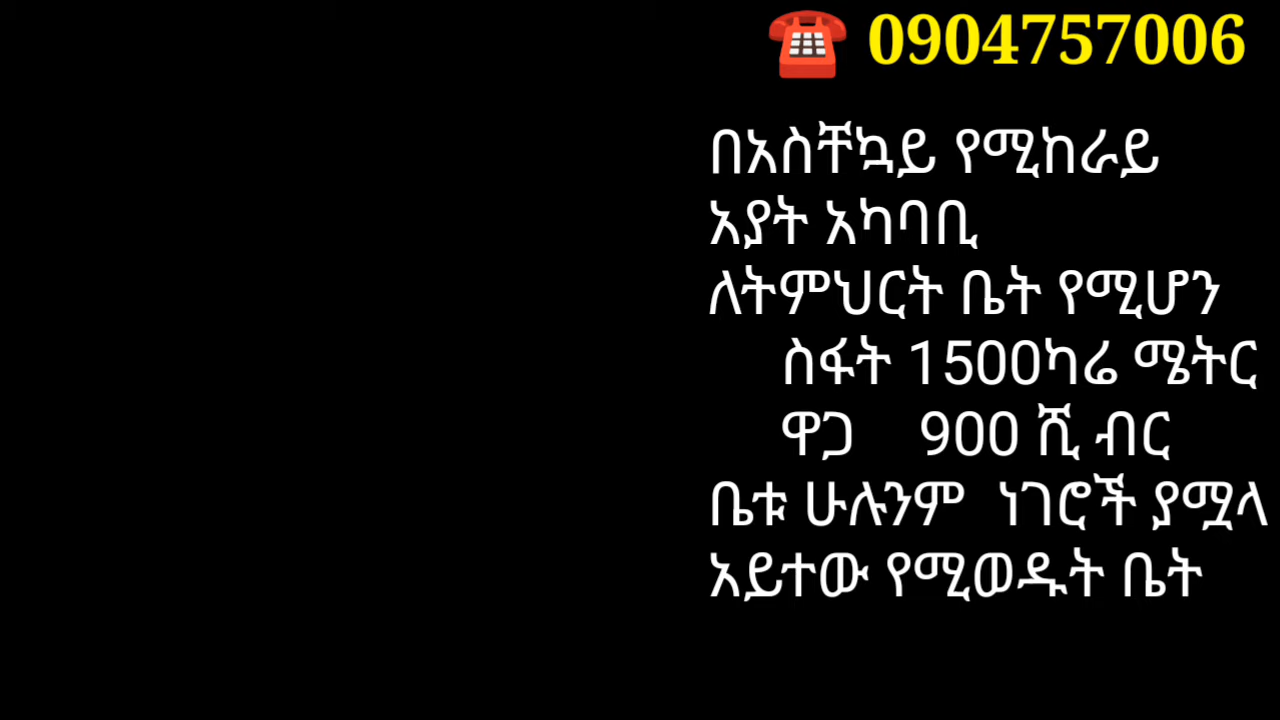 ☎️ 0904757006
በአስቸኳይ የሚከራይ
አያት አካባቢ
ለትምህርት ቤት የሚሆን
ስፋት 1500ካሬ ሜትር
ዋጋ 900 ሺ ብር
ቤቱ ሁሉንም ነገሮች ያሟላ
አይተው የሚወዱት ቤት